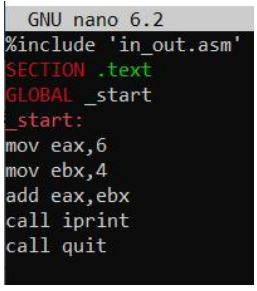 GNU nano 6.2
%include 'in_out.asm'
SECTION .text
GLOBAL _start
_start:
mov eax,6
mov ebx,4
add eax,ebx
call iprint
call quit